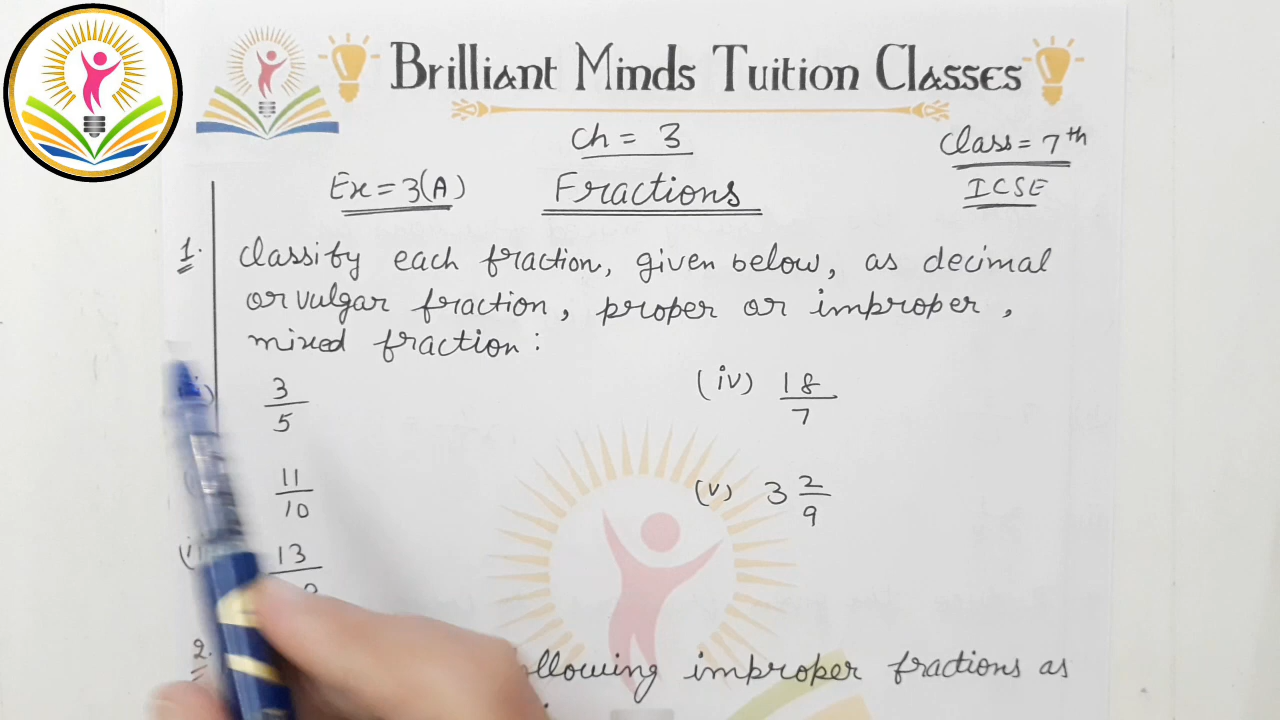 Brilliant Minds Tuition Classes
Ch = 3
Class = 7th
Ex = 3(A)
Fractions
ICSE
1. Classify each fraction, given below, as decimal
or vulgar fraction, proper or improper,
mixed fraction:
3/5
(iv) 18/7
11/10
(v) 3 2/9
13
2. following improper fractions as